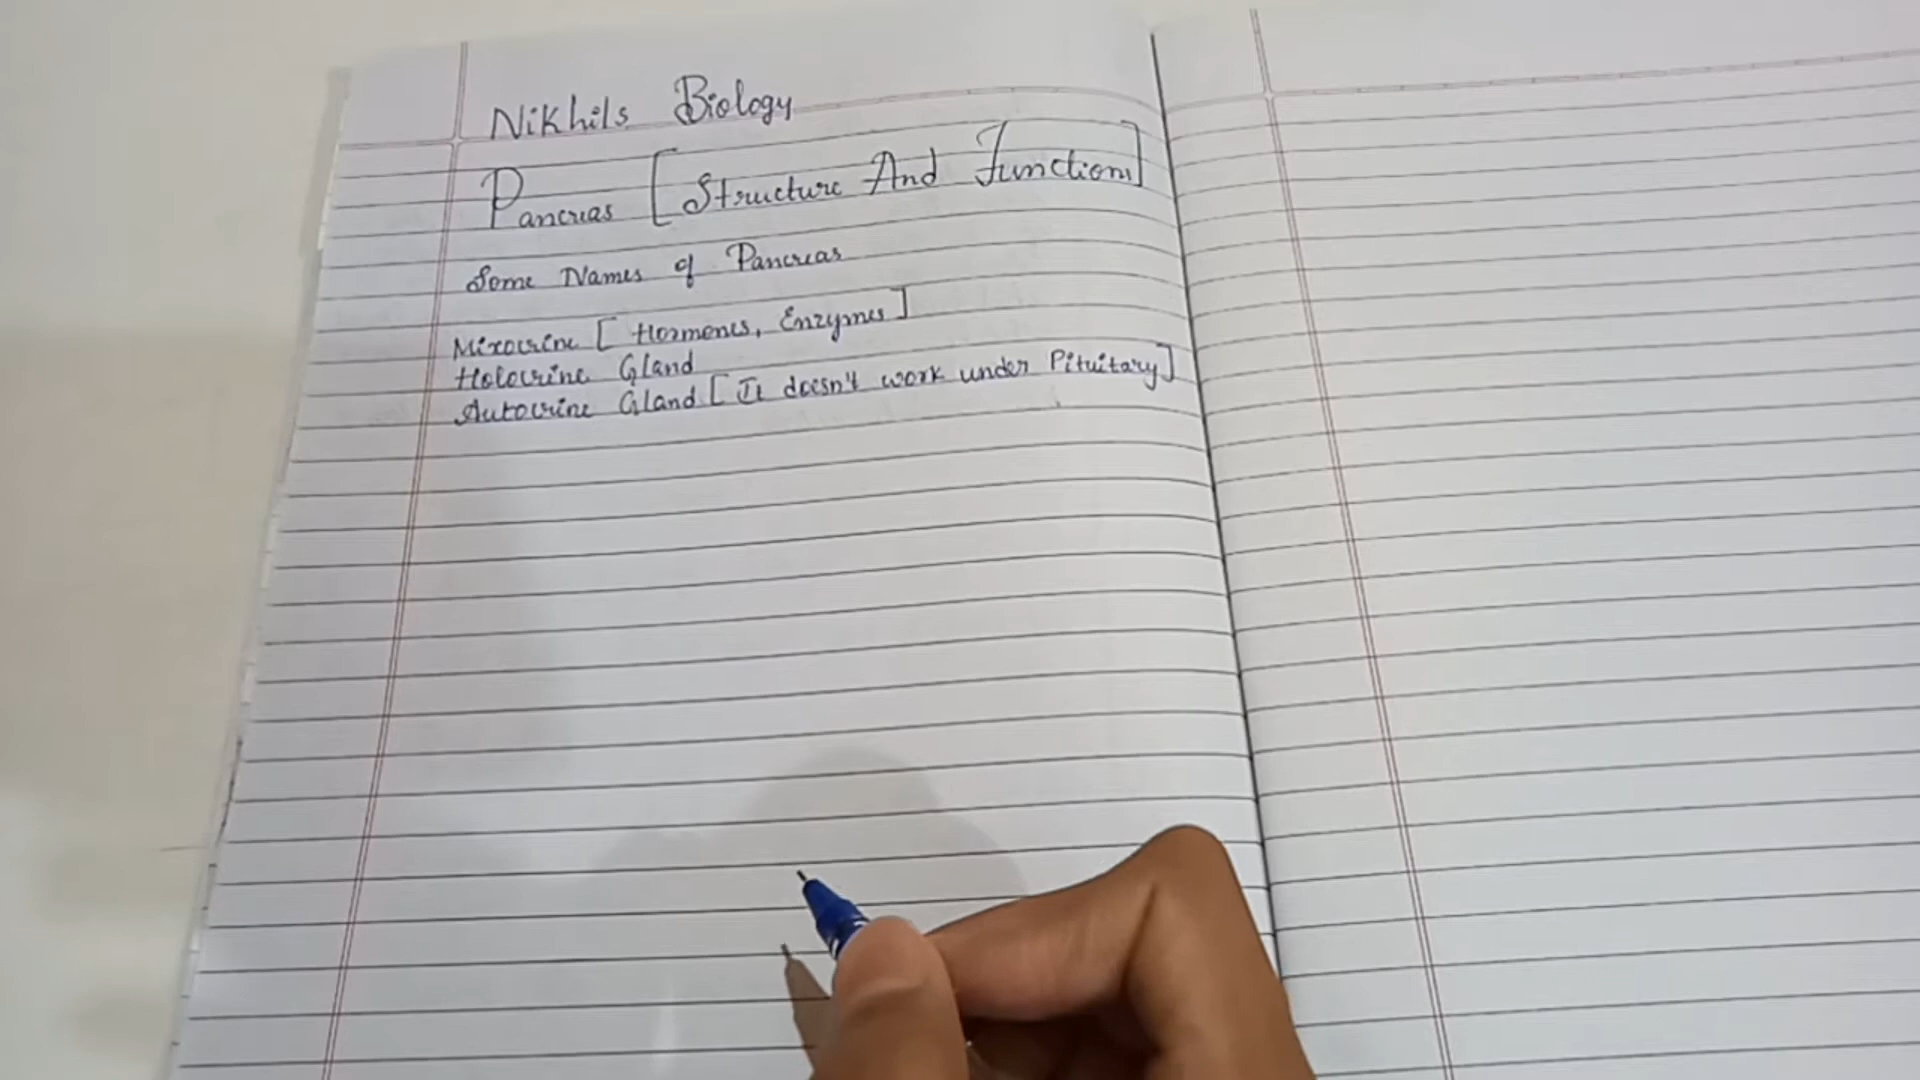 Nikhils Biology
Pancreas [Structure And Function]
Some Names of Pancreas
Mixocrine [Hormones, Enzymes]
Holocrine Gland
Autocrine Gland [It doesn't work under Pituitary]